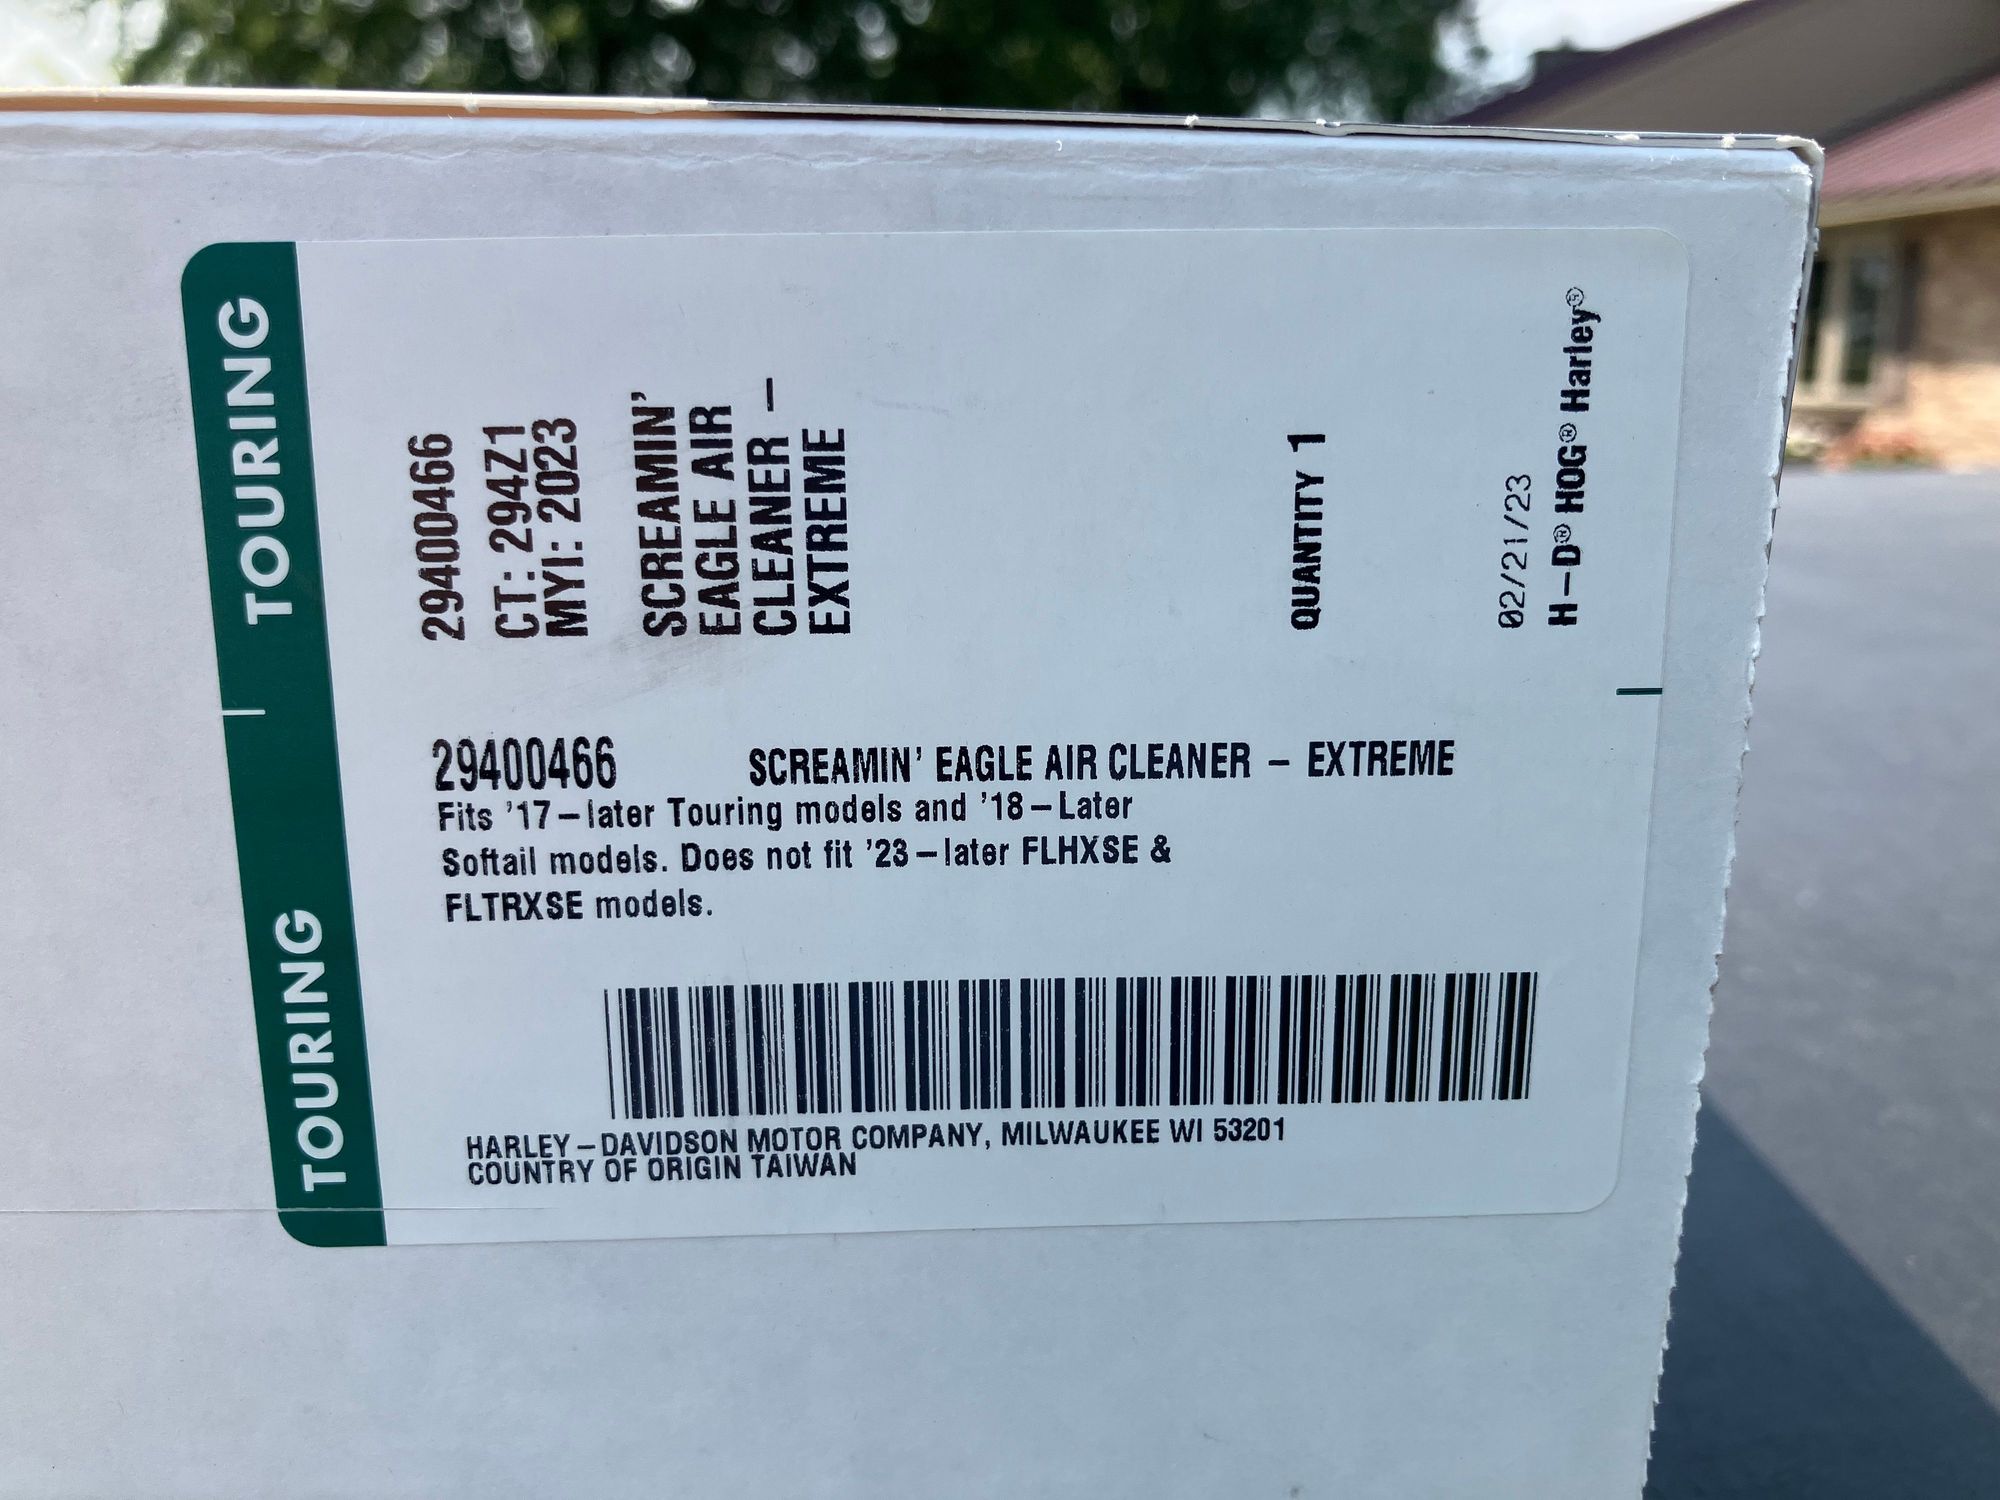 TOURING
TOURING
29400466
CT: 294Z1
MYI: 2023
SCREAMIN'
EAGLE AIR
CLEANER –
EXTREME
QUANTITY 1
02/21/23
H–D® HOG® Harley®
29400466 SCREAMIN' EAGLE AIR CLEANER – EXTREME
Fits '17–later Touring models and '18–Later
Softail models. Does not fit '23–later FLHXSE &
FLTRXSE models.
HARLEY–DAVIDSON MOTOR COMPANY, MILWAUKEE WI 53201
COUNTRY OF ORIGIN TAIWAN